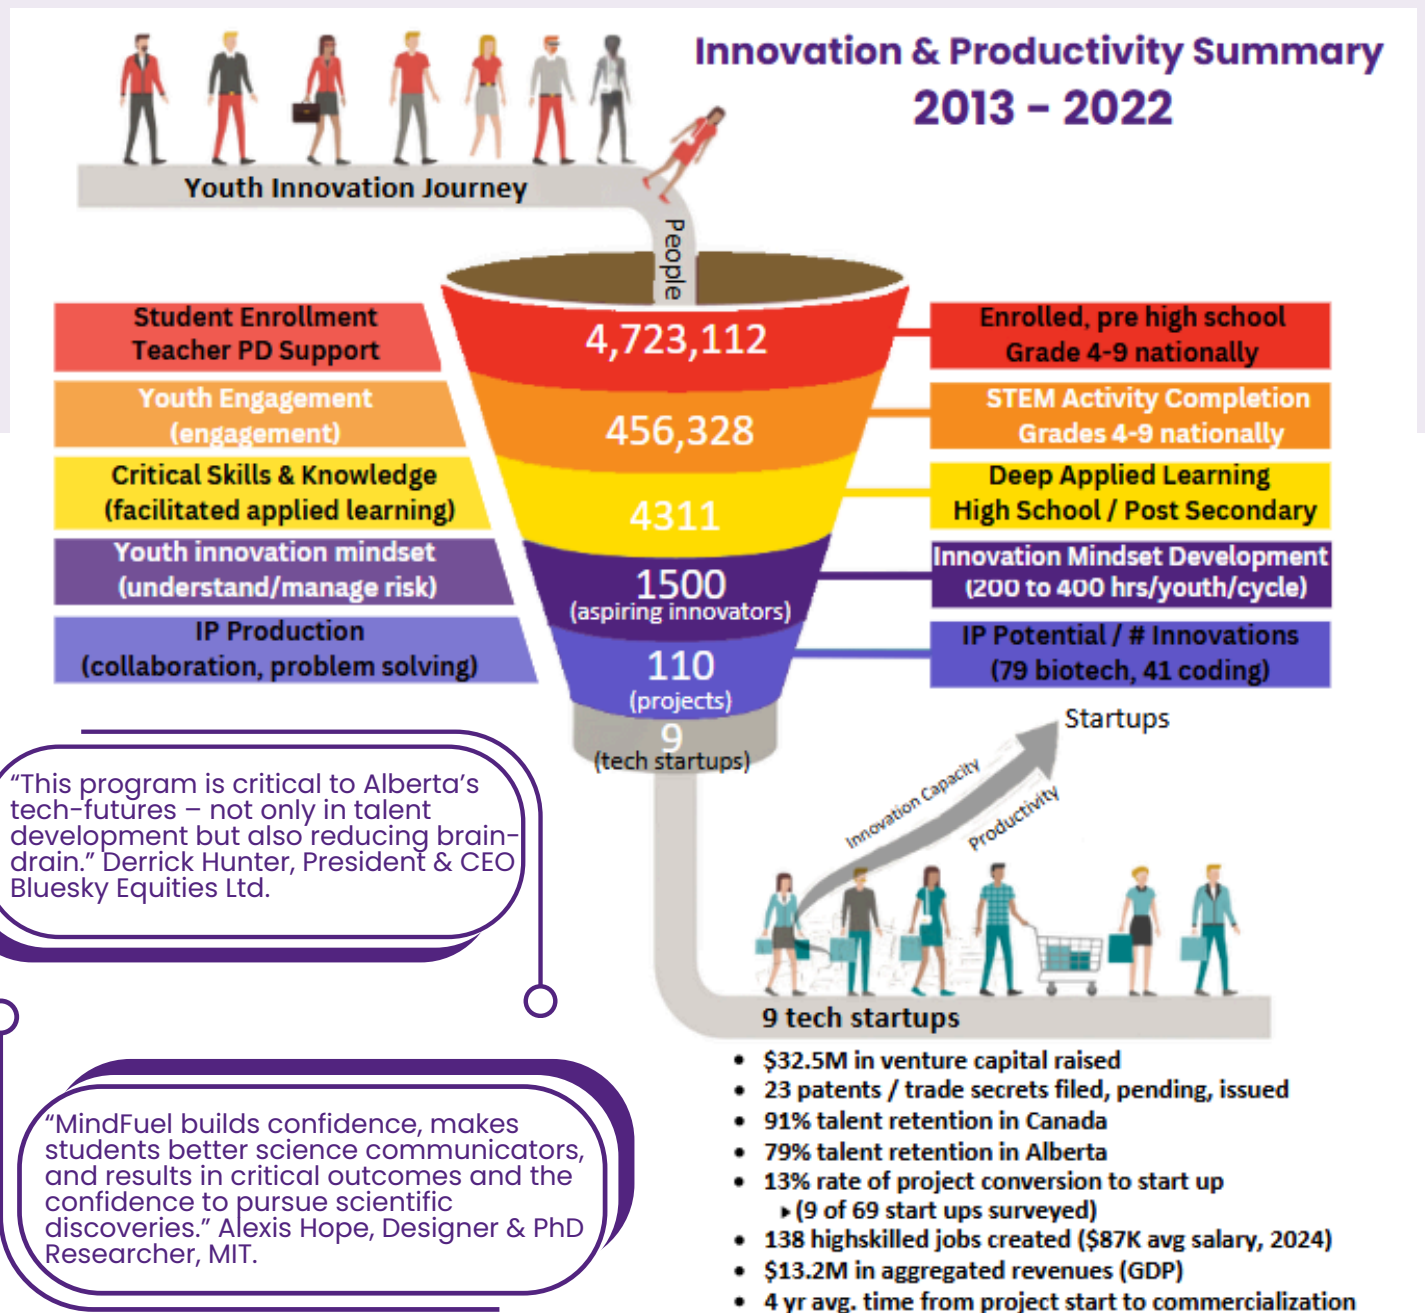 Innovation & Productivity Summary
2013 – 2022
Youth Innovation Journey
People
Student Enrollment
Teacher PD Support
4,723,112
Enrolled, pre high school
Grade 4-9 nationally
Youth Engagement
(engagement)
456,328
STEM Activity Completion
Grades 4-9 nationally
Critical Skills & Knowledge
(facilitated applied learning)
4311
Deep Applied Learning
High School / Post Secondary
Youth innovation mindset
(understand/manage risk)
1500
(aspiring innovators)
Innovation Mindset Development
(200 to 400 hrs/youth/cycle)
IP Production
(collaboration, problem solving)
110
(projects)
IP Potential / # Innovations
(79 biotech, 41 coding)
9
(tech startups)
Startups
Innovation Capacity
Productivity
“This program is critical to Alberta’s
tech-futures – not only in talent
development but also reducing brain-
drain.” Derrick Hunter, President & CEO
Bluesky Equities Ltd.
“MindFuel builds confidence, makes
students better science communicators,
and results in critical outcomes and the
confidence to pursue scientific
discoveries.” Alexis Hope, Designer & PhD
Researcher, MIT.
9 tech startups
• $32.5M in venture capital raised
• 23 patents / trade secrets filed, pending, issued
• 91% talent retention in Canada
• 79% talent retention in Alberta
• 13% rate of project conversion to start up
‣ (9 of 69 start ups surveyed)
• 138 highskilled jobs created ($87K avg salary, 2024)
• $13.2M in aggregated revenues (GDP)
• 4 yr avg. time from project start to commercialization